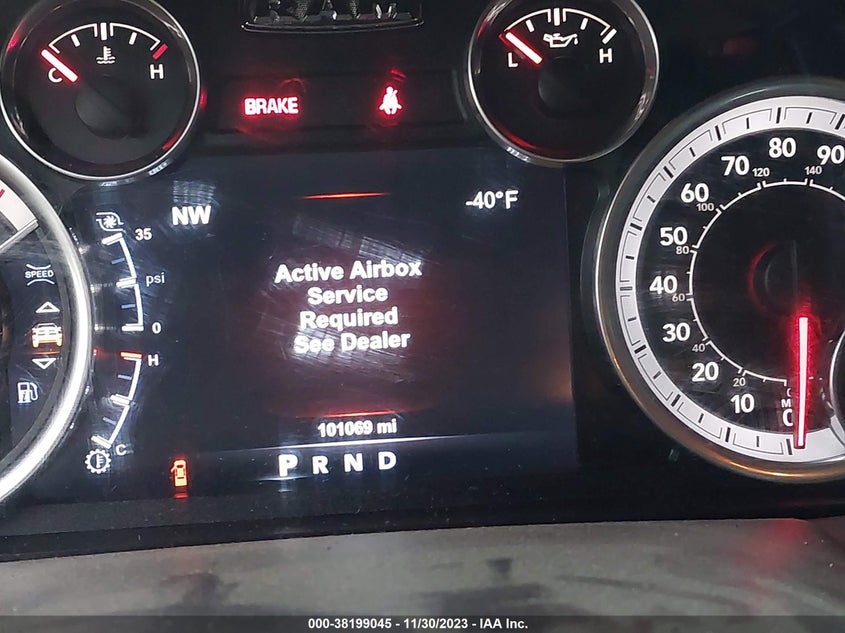 RAM
C H
BRAKE
L H
NW
-40°F
35
psi
0
H
C
SPEED
Active Airbox
Service
Required
See Dealer
101069 mi
P R N D
90
80
70
60
50
40
30
20
10
0
140
120
100
80
60
40
20
000-38199045 - 11/30/2023 - IAA Inc.